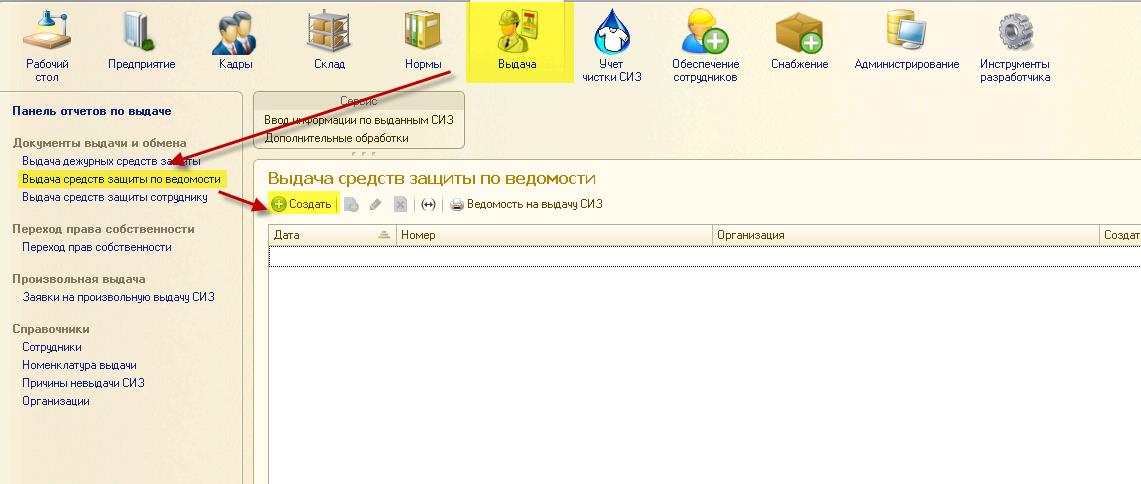 Рабочий стол
Предприятие
Кадры
Склад
Нормы
Выдача
Учет чистки СИЗ
Обеспечение сотрудников
Снабжение
Администрирование
Инструменты разработчика
Панель отчетов по выдаче
Документы выдачи и обмена
Выдача дежурных средств защиты
Выдача средств защиты по ведомости
Выдача средств защиты сотруднику
Переход права собственности
Переход прав собственности
Произвольная выдача
Заявки на произвольную выдачу СИЗ
Справочники
Сотрудники
Номенклатура выдачи
Причины невыдачи СИЗ
Организации
Сервис
Ввод информации по выданным СИЗ
Дополнительные обработки
Выдача средств защиты по ведомости
Создать Ведомость на выдачу СИЗ
Дата Номер Организация Создат